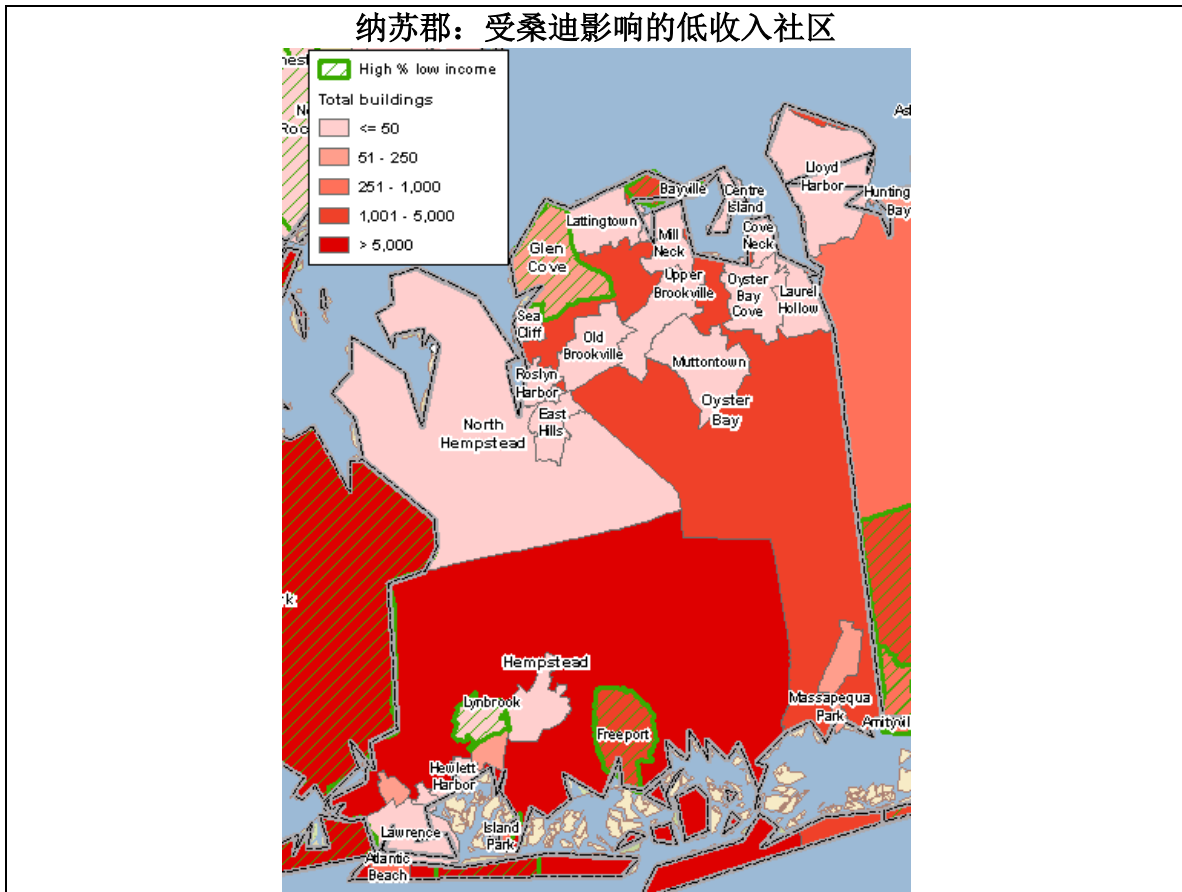 纳苏郡：受桑迪影响的低收入社区
High % low income
Total buildings
<= 50
51 - 250
251 - 1,000
1,001 - 5,000
> 5,000
Lloyd
Harbor
Bay
Bayville
Centre
Island
Lattingtown
Cove
Neck
Mill
Neck
Glen
Cove
Upper
Brookville
Oyster
Bay
Cove
Laurel
Hollow
Sea
Cliff
Old
Brookville
Muttontown
Roslyn
Harbor
Oyster
Bay
East
Hills
North
Hempstead
Hempstead
Lynbrook
Massapequa
Park
Freeport
Hewlett
Harbor
Lawrence
Island
Park
Atlantic
Beach